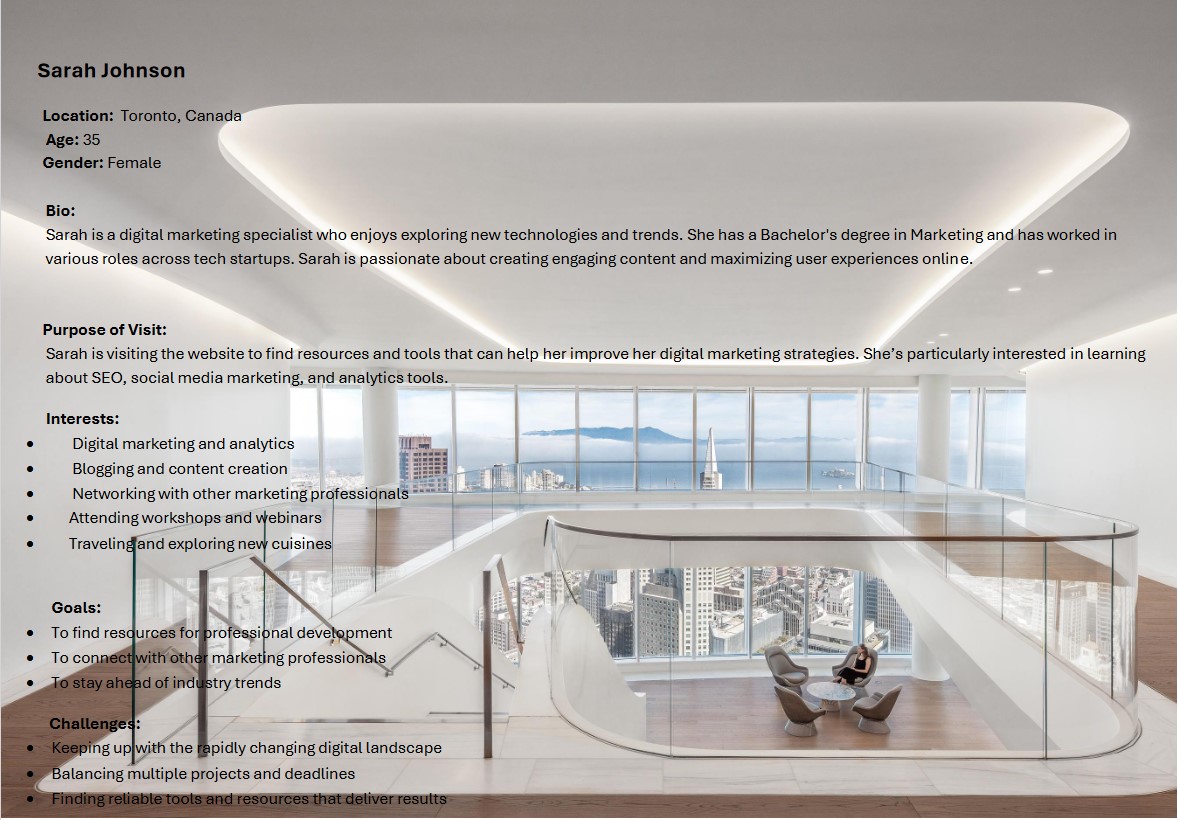 Sarah Johnson
Location: Toronto, Canada
Age: 35
Gender: Female
Bio:
Sarah is a digital marketing specialist who enjoys exploring new technologies and trends. She has a Bachelor's degree in Marketing and has worked in
various roles across tech startups. Sarah is passionate about creating engaging content and maximizing user experiences online.
Purpose of Visit:
Sarah is visiting the website to find resources and tools that can help her improve her digital marketing strategies. She’s particularly interested in learning
about SEO, social media marketing, and analytics tools.
Interests:
• Digital marketing and analytics
• Blogging and content creation
• Networking with other marketing professionals
• Attending workshops and webinars
• Traveling and exploring new cuisines
Goals:
• To find resources for professional development
• To connect with other marketing professionals
• To stay ahead of industry trends
Challenges:
• Keeping up with the rapidly changing digital landscape
• Balancing multiple projects and deadlines
• Finding reliable tools and resources that deliver results